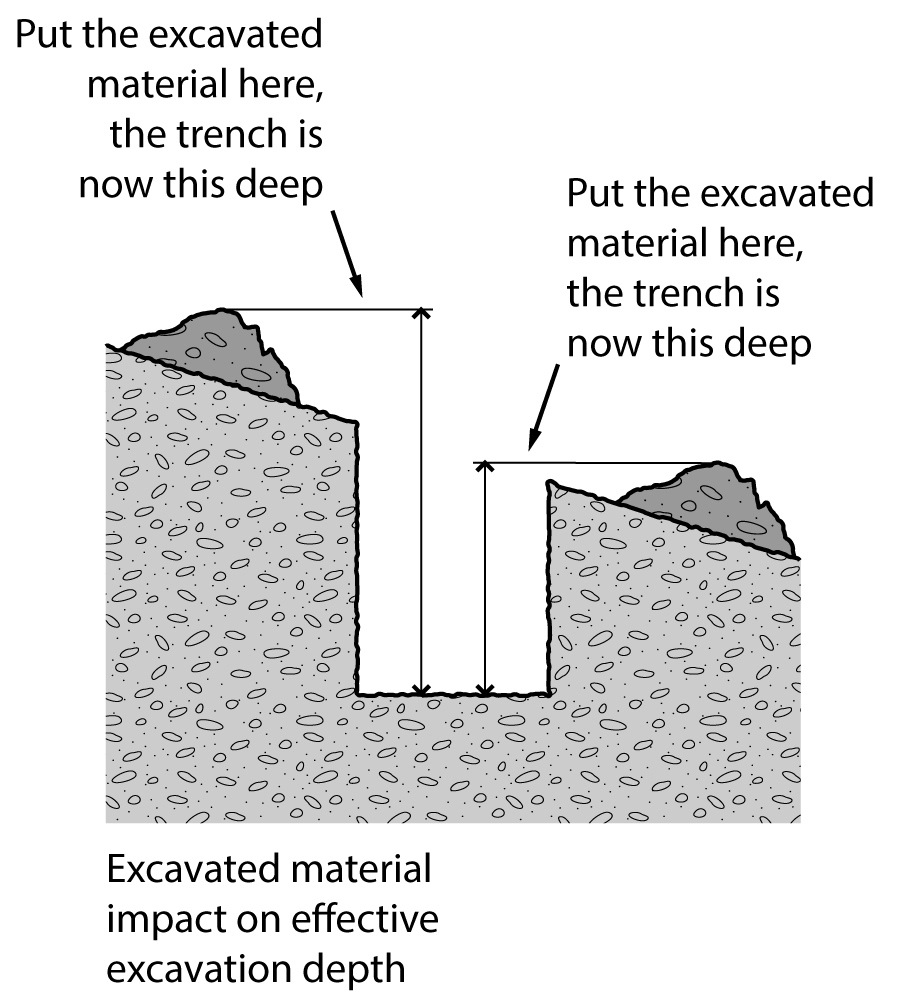 Put the excavated
material here,
the trench is
now this deep
Put the excavated
material here,
the trench is
now this deep
Excavated material
impact on effective
excavation depth